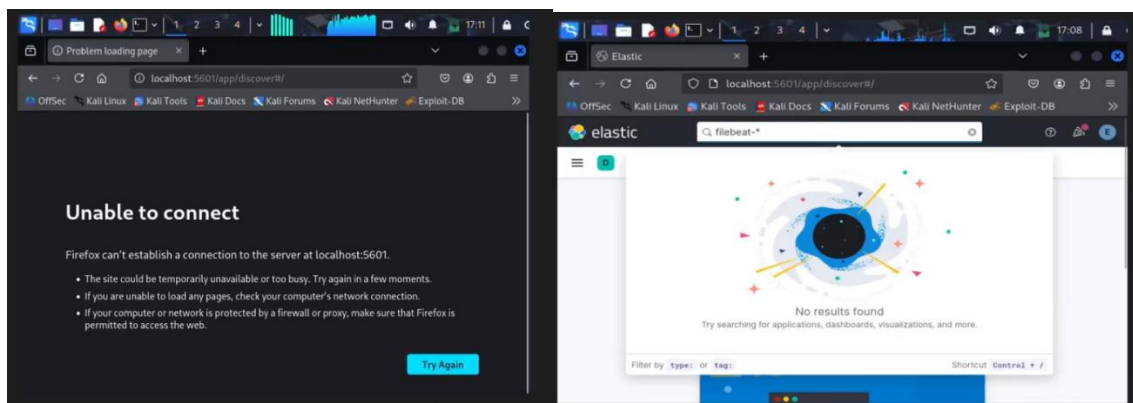 1 2 3 4
17:11
Problem loading page
localhost:5601/app/discover#/
OffSec Kali Linux Kali Tools Kali Docs Kali Forums Kali NetHunter Exploit-DB
Unable to connect
Firefox can't establish a connection to the server at localhost:5601.
• The site could be temporarily unavailable or too busy. Try again in a few moments.
• If you are unable to load any pages, check your computer's network connection.
• If your computer or network is protected by a firewall or proxy, make sure that Firefox is
permitted to access the web.
Try Again
1 2 3 4
17:08
Elastic
localhost:5601/app/discover#/
OffSec Kali Linux Kali Tools Kali Docs Kali Forums Kali NetHunter Exploit-DB
elastic
filebeat-*
E
D
No results found
Try searching for applications, dashboards, visualizations, and more.
Filter by type: or tag:
Shortcut Control + /